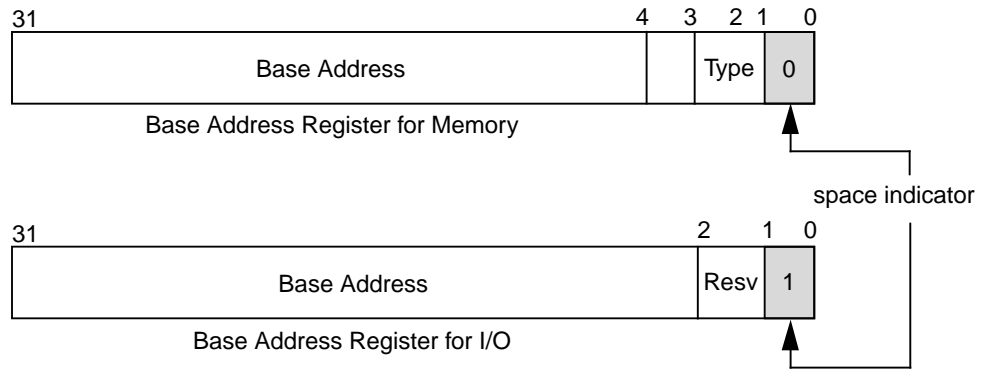 31 4 3 2 1 0
Base Address Type 0
Base Address Register for Memory
space indicator
31 2 1 0
Base Address Resv 1
Base Address Register for I/O